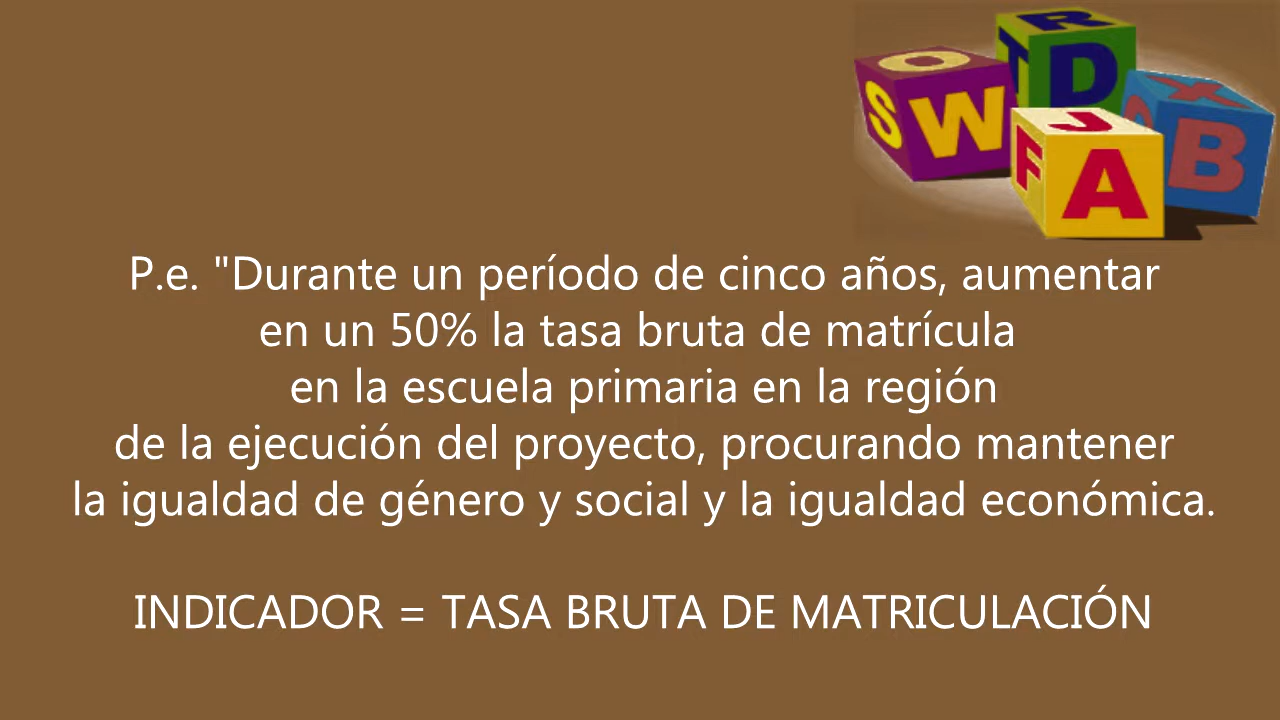 R
O
T
D
X
S
W
J
F
A
B
P.e. "Durante un período de cinco años, aumentar
en un 50% la tasa bruta de matrícula
en la escuela primaria en la región
de la ejecución del proyecto, procurando mantener
la igualdad de género y social y la igualdad económica.
INDICADOR = TASA BRUTA DE MATRICULACIÓN